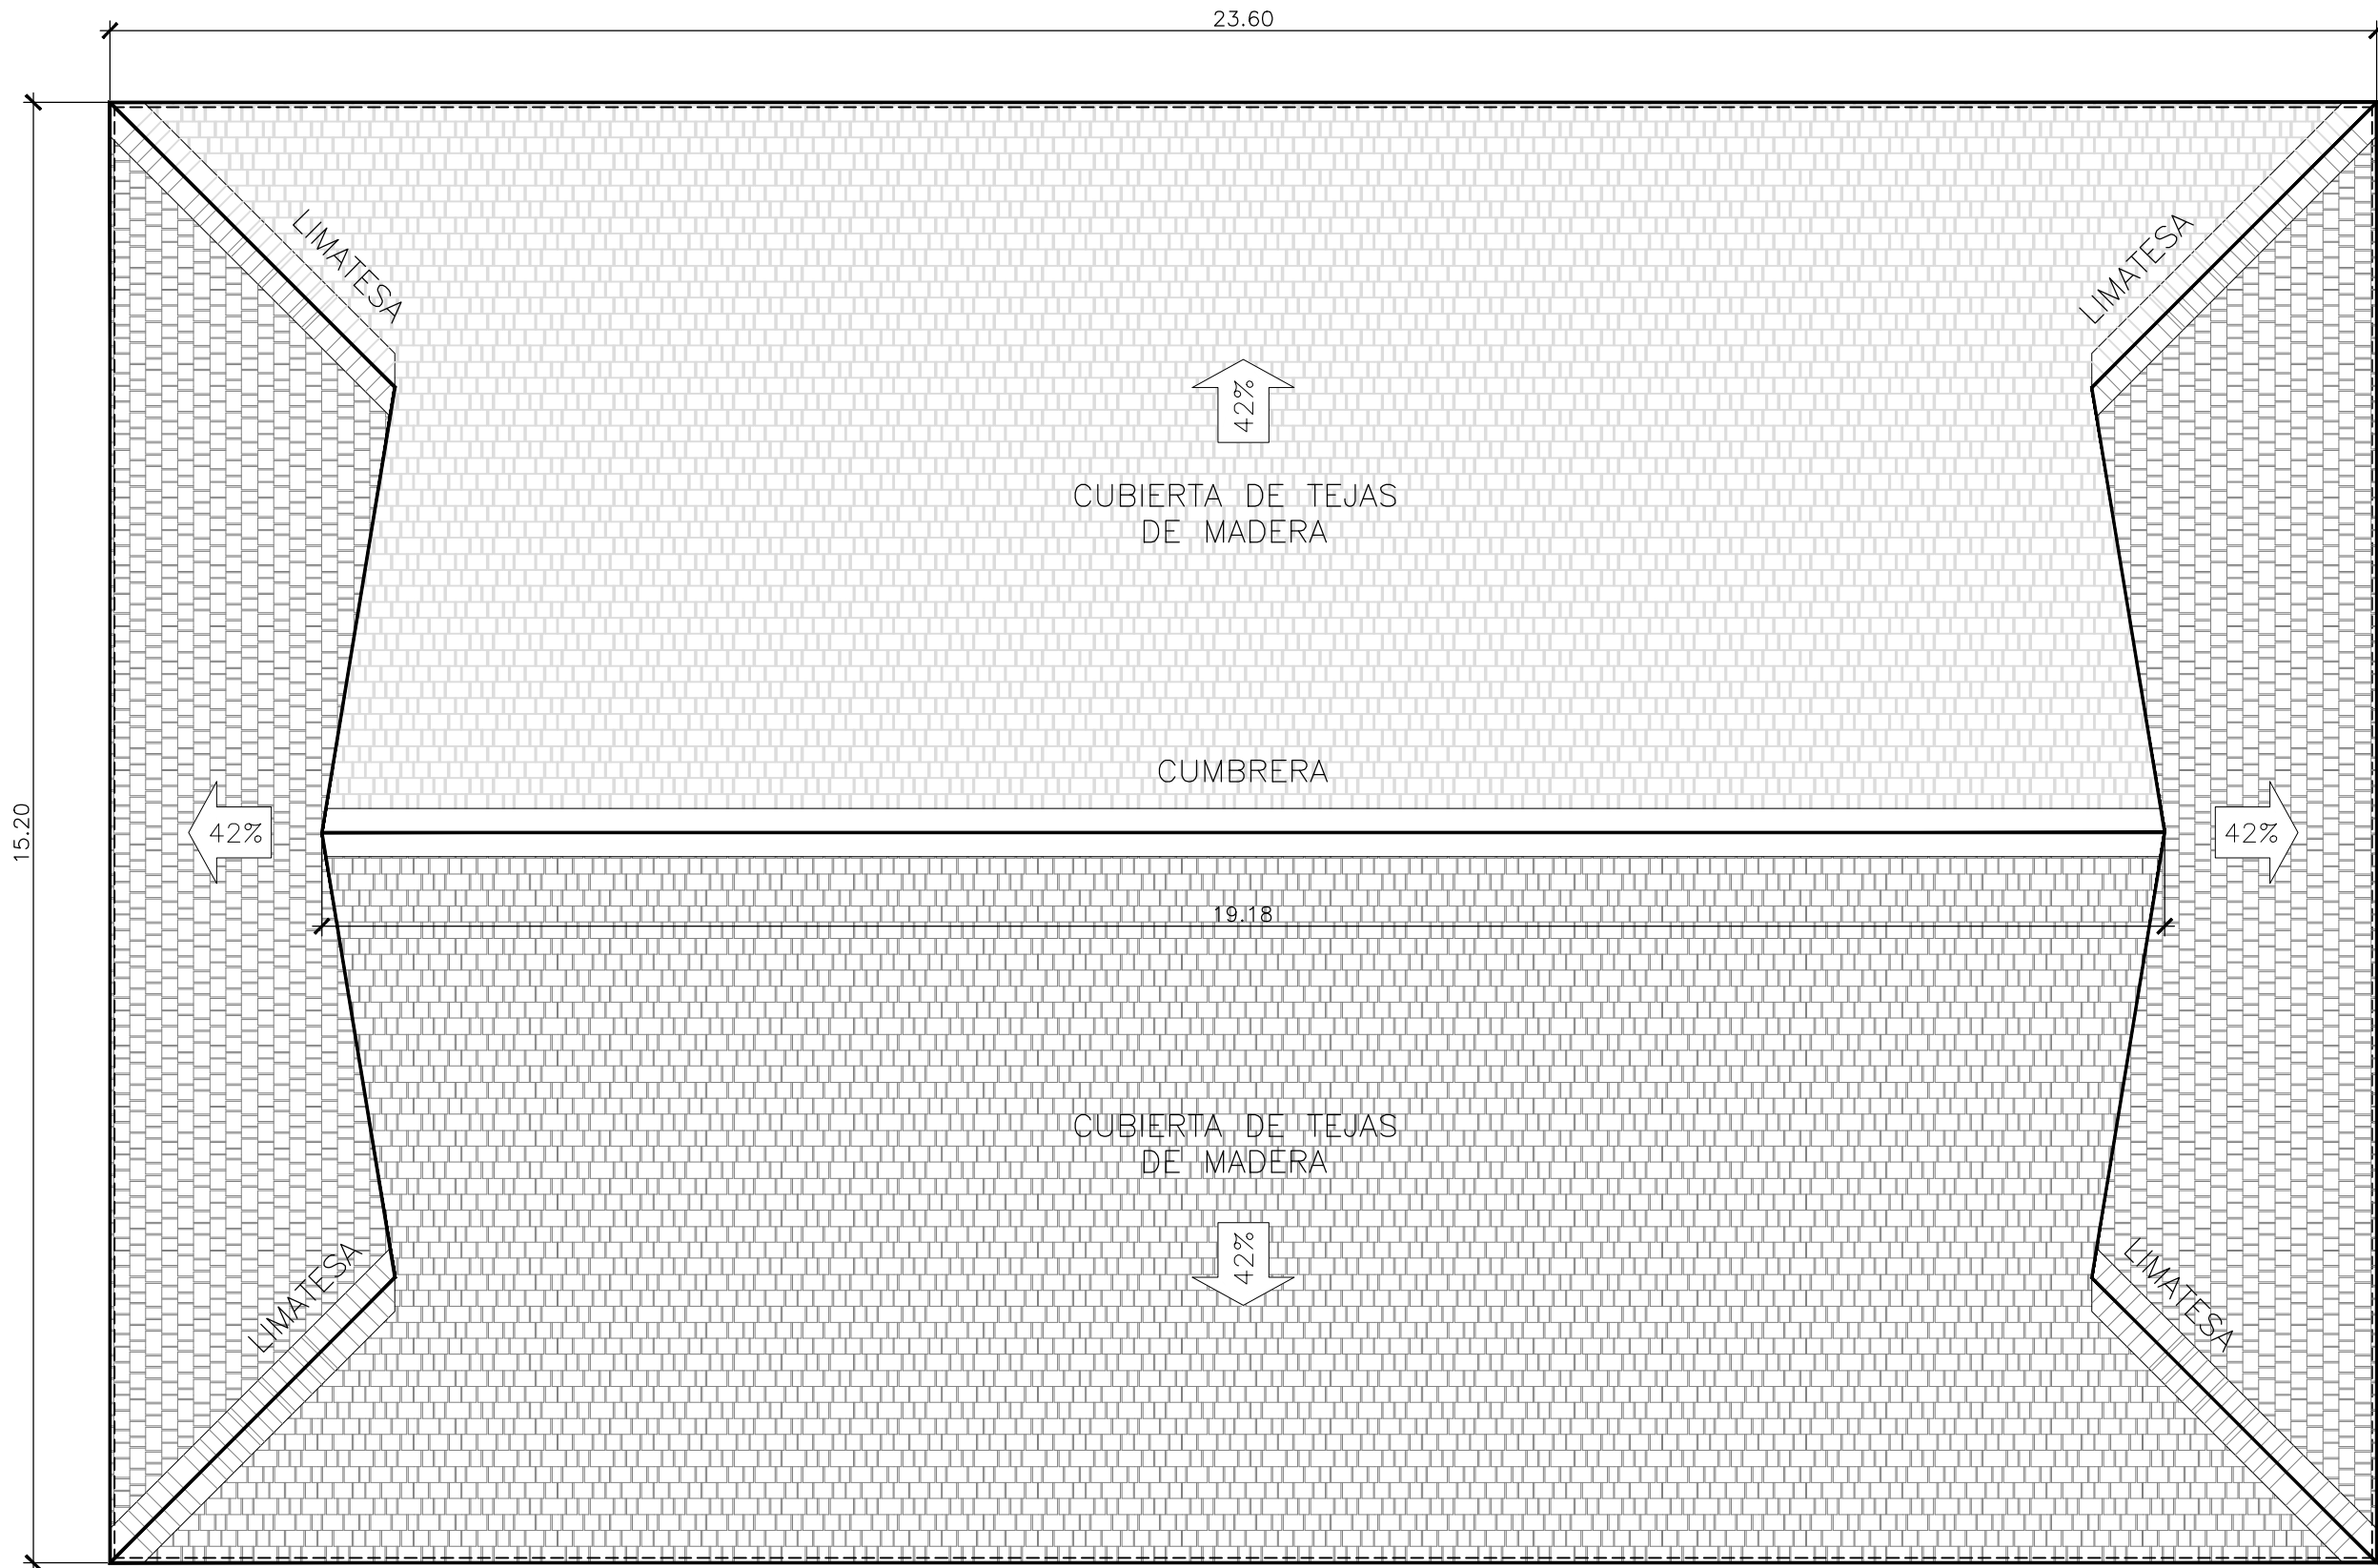 23.60
LIMATESA
LIMATESA
42%
CUBIERTA DE TEJAS
DE MADERA
CUMBRERA
15.20
42%
42%
19.18
CUBIERTA DE TEJAS
DE MADERA
42%
LIMATESA
LIMATESA